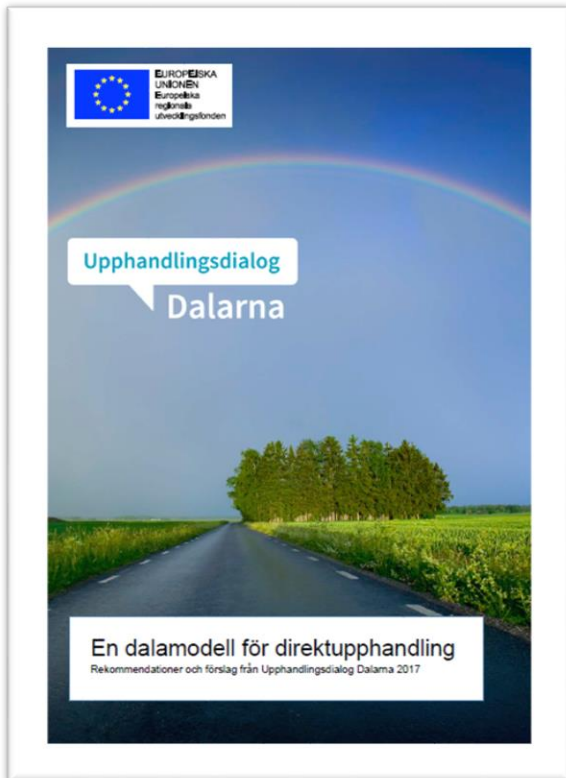 EUROPEISKA
UNIONEN
Europeiska
regionala
utvecklingsfonden
Upphandlingsdialog
Dalarna
En dalamodell för direktupphandling
Rekommendationer och förslag från Upphandlingsdialog Dalarna 2017